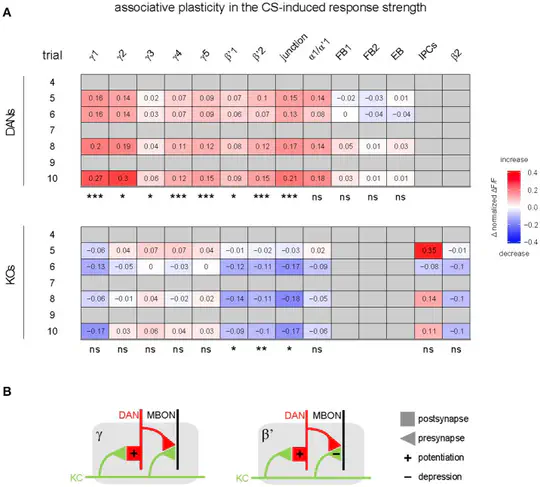 associative plasticity in the CS-induced response strength
A
trial γ1 γ2 γ3 γ4 γ5 β'1 β'2 junction α1/α'1 FB1 FB2 EB IPCs β2
DANs
4
5 0.16 0.14 0.02 0.07 0.09 0.07 0.1 0.15 0.14 −0.02 −0.03 0.01
6 0.16 0.14 0.03 0.07 0.09 0.06 0.07 0.13 0.08 0 −0.04 −0.04
7
8 0.2 0.19 0.04 0.11 0.12 0.08 0.12 0.17 0.14 0.05 0.01 0.03
9
10 0.27 0.3 0.06 0.12 0.15 0.09 0.15 0.21 0.18 0.03 0.01 0.01
*** * * *** *** * *** *** ns ns ns ns
increase
0.4
0.2
0.0
−0.2
−0.4
decrease
Δ normalized ΔF/F
KCs
4
5 −0.06 0.04 0.07 0.07 0.04 −0.01 −0.02 −0.03 0.02 0.35 −0.01
6 −0.13 −0.05 0 −0.03 0 −0.12 −0.11 −0.17 −0.09 −0.08 −0.1
7
8 −0.08 −0.01 0.04 −0.02 0.02 −0.14 −0.11 −0.18 −0.05 0.14 −0.1
9
10 −0.17 0.03 0.06 0.04 0.03 −0.09 −0.1 −0.17 −0.06 0.11 −0.1
ns ns ns ns ns * ** * ns ns ns
B
DAN MBON
γ
+
KC
DAN MBON
β'
+ −
KC
postsynapse
presynapse
+ potentiation
− depression